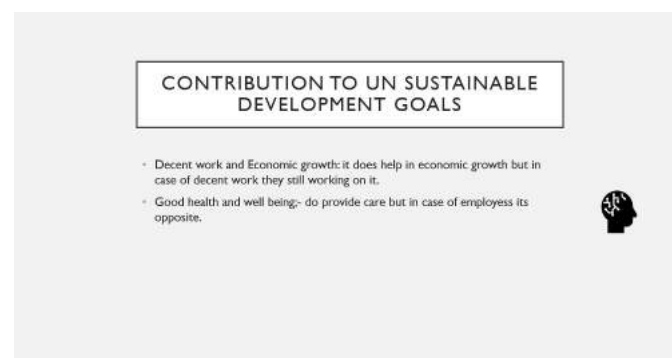 CONTRIBUTION TO UN SUSTAINABLE
DEVELOPMENT GOALS
Decent work and Economic growth: it does help in economic growth but in
case of decent work they still working on it.
Good health and well being;- do provide care but in case of employess its
opposite.